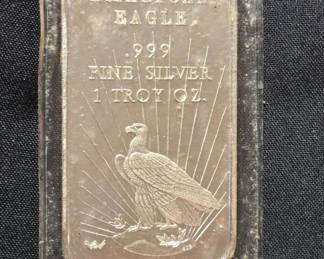 EAGLE
.999
FINE SILVER
1 TROY OZ.